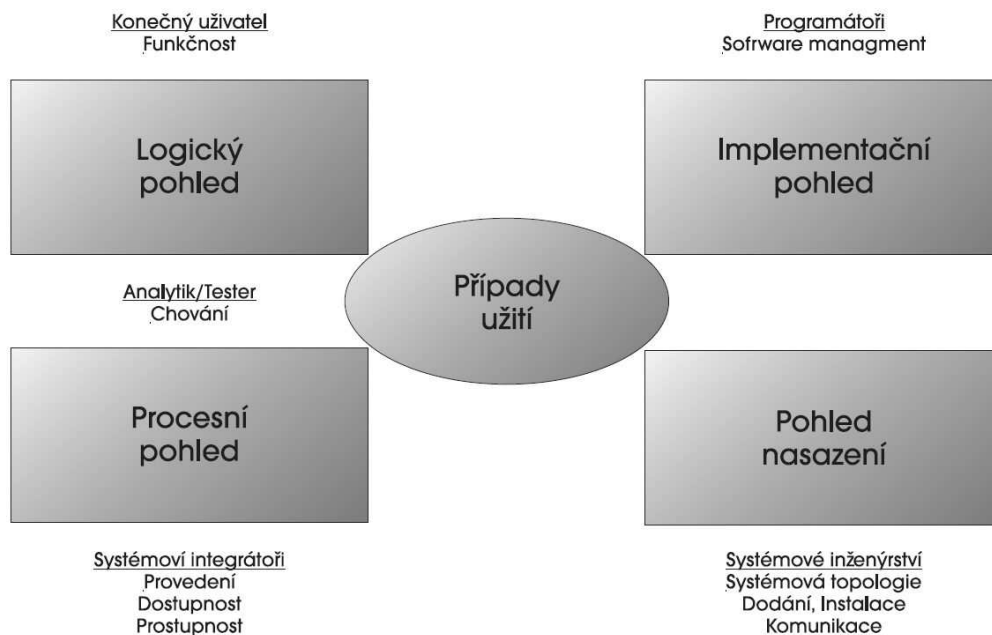 Konečný uživatel
Funkčnost
Programátoři
Sofrware managment
Logický
pohled
Implementační
pohled
Případy
užití
Analytik/Tester
Chování
Procesní
pohled
Pohled
nasazení
Systémoví integrátoři
Provedení
Dostupnost
Prostupnost
Systémové inženýrství
Systémová topologie
Dodání, Instalace
Komunikace